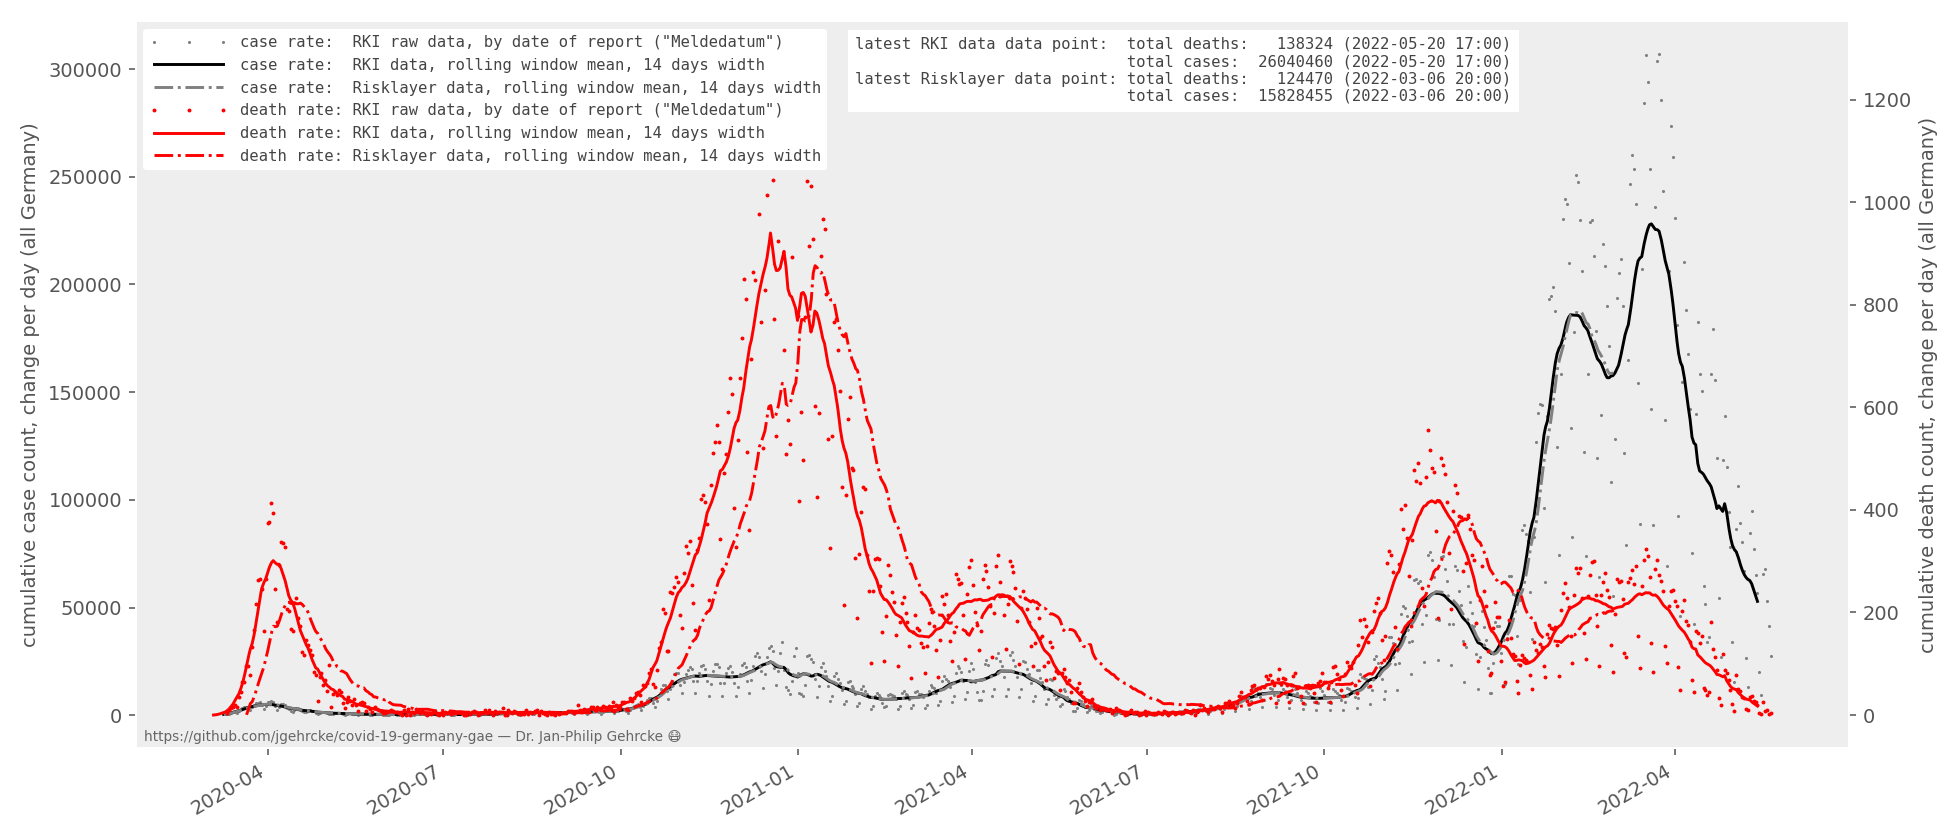 case rate:  RKI raw data, by date of report ("Meldedatum")
case rate:  RKI data, rolling window mean, 14 days width
case rate:  Risklayer data, rolling window mean, 14 days width
death rate: RKI raw data, by date of report ("Meldedatum")
death rate: RKI data, rolling window mean, 14 days width
death rate: Risklayer data, rolling window mean, 14 days width
latest RKI data data point:  total deaths:   138324 (2022-05-20 17:00)
total cases:  26040460 (2022-05-20 17:00)
latest Risklayer data point: total deaths:   124470 (2022-03-06 20:00)
total cases:  15828455 (2022-03-06 20:00)
cumulative case count, change per day (all Germany)
300000
250000
200000
150000
100000
50000
0
1200
1000
800
600
400
200
0
cumulative death count, change per day (all Germany)
https://github.com/jgehrcke/covid-19-germany-gae — Dr. Jan-Philip Gehrcke 😷
2020-04
2020-07
2020-10
2021-01
2021-04
2021-07
2021-10
2022-01
2022-04